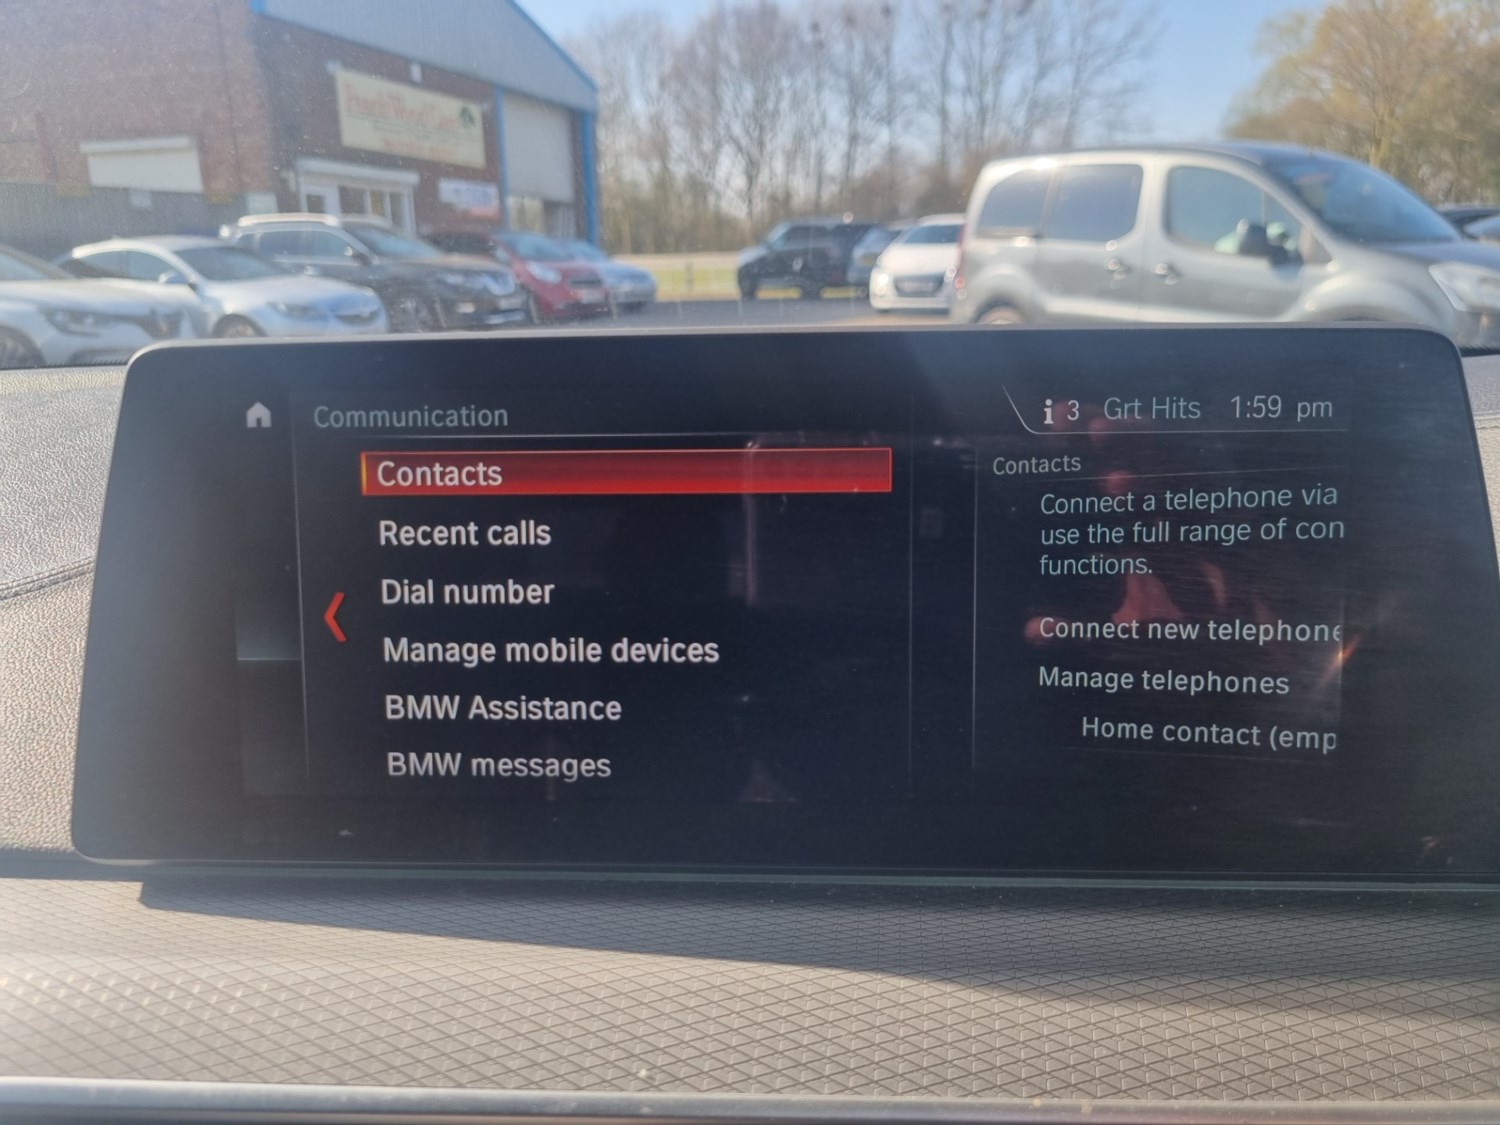 Communication
i 3 Grt Hits 1:59 pm
Contacts
Recent calls
Dial number
Manage mobile devices
BMW Assistance
BMW messages
Contacts
Connect a telephone via
use the full range of con
functions.
Connect new telephone
Manage telephones
Home contact (emp